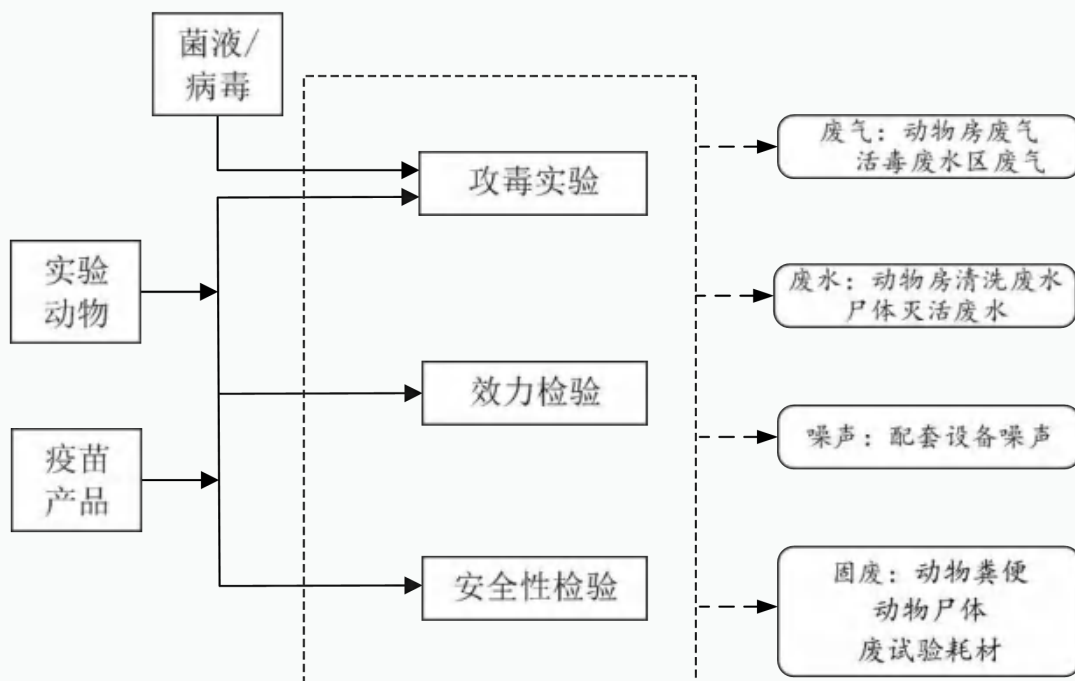 菌液/
病毒
攻毒实验
废气：动物房废气
活毒废水区废气
实验
动物
废水：动物房清洗废水
尸体灭活废水
效力检验
噪声：配套设备噪声
疫苗
产品
安全性检验
固废：动物粪便
动物尸体
废试验耗材